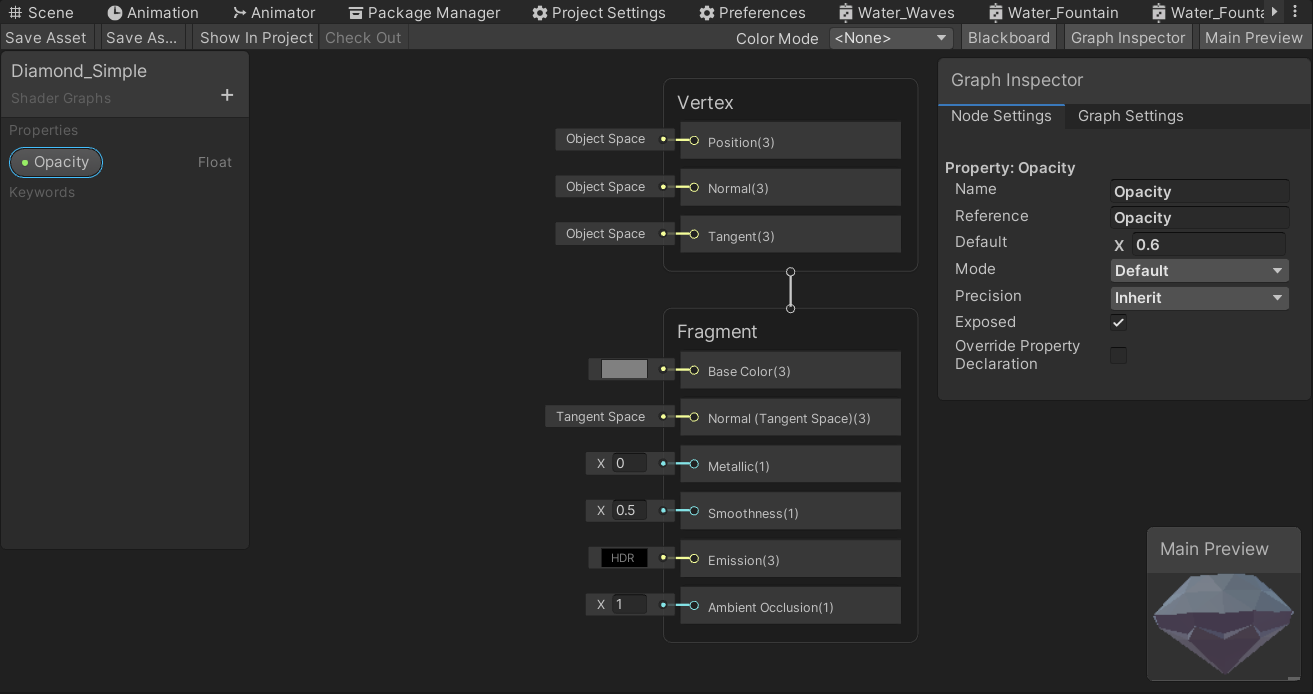 Scene Animation Animator Package Manager Project Settings Preferences Water_Waves Water_Fountain Water_Founta
Save Asset Save As... Show In Project Check Out Color Mode <None> Blackboard Graph Inspector Main Preview
Diamond_Simple
Shader Graphs +
Properties
Opacity Float
Keywords
Vertex
Object Space Position(3)
Object Space Normal(3)
Object Space Tangent(3)
Fragment
Base Color(3)
Tangent Space Normal (Tangent Space)(3)
X 0 Metallic(1)
X 0.5 Smoothness(1)
HDR Emission(3)
X 1 Ambient Occlusion(1)
Graph Inspector
Node Settings Graph Settings
Property: Opacity
Name Opacity
Reference Opacity
Default X 0.6
Mode Default
Precision Inherit
Exposed
Override Property
Declaration
Main Preview